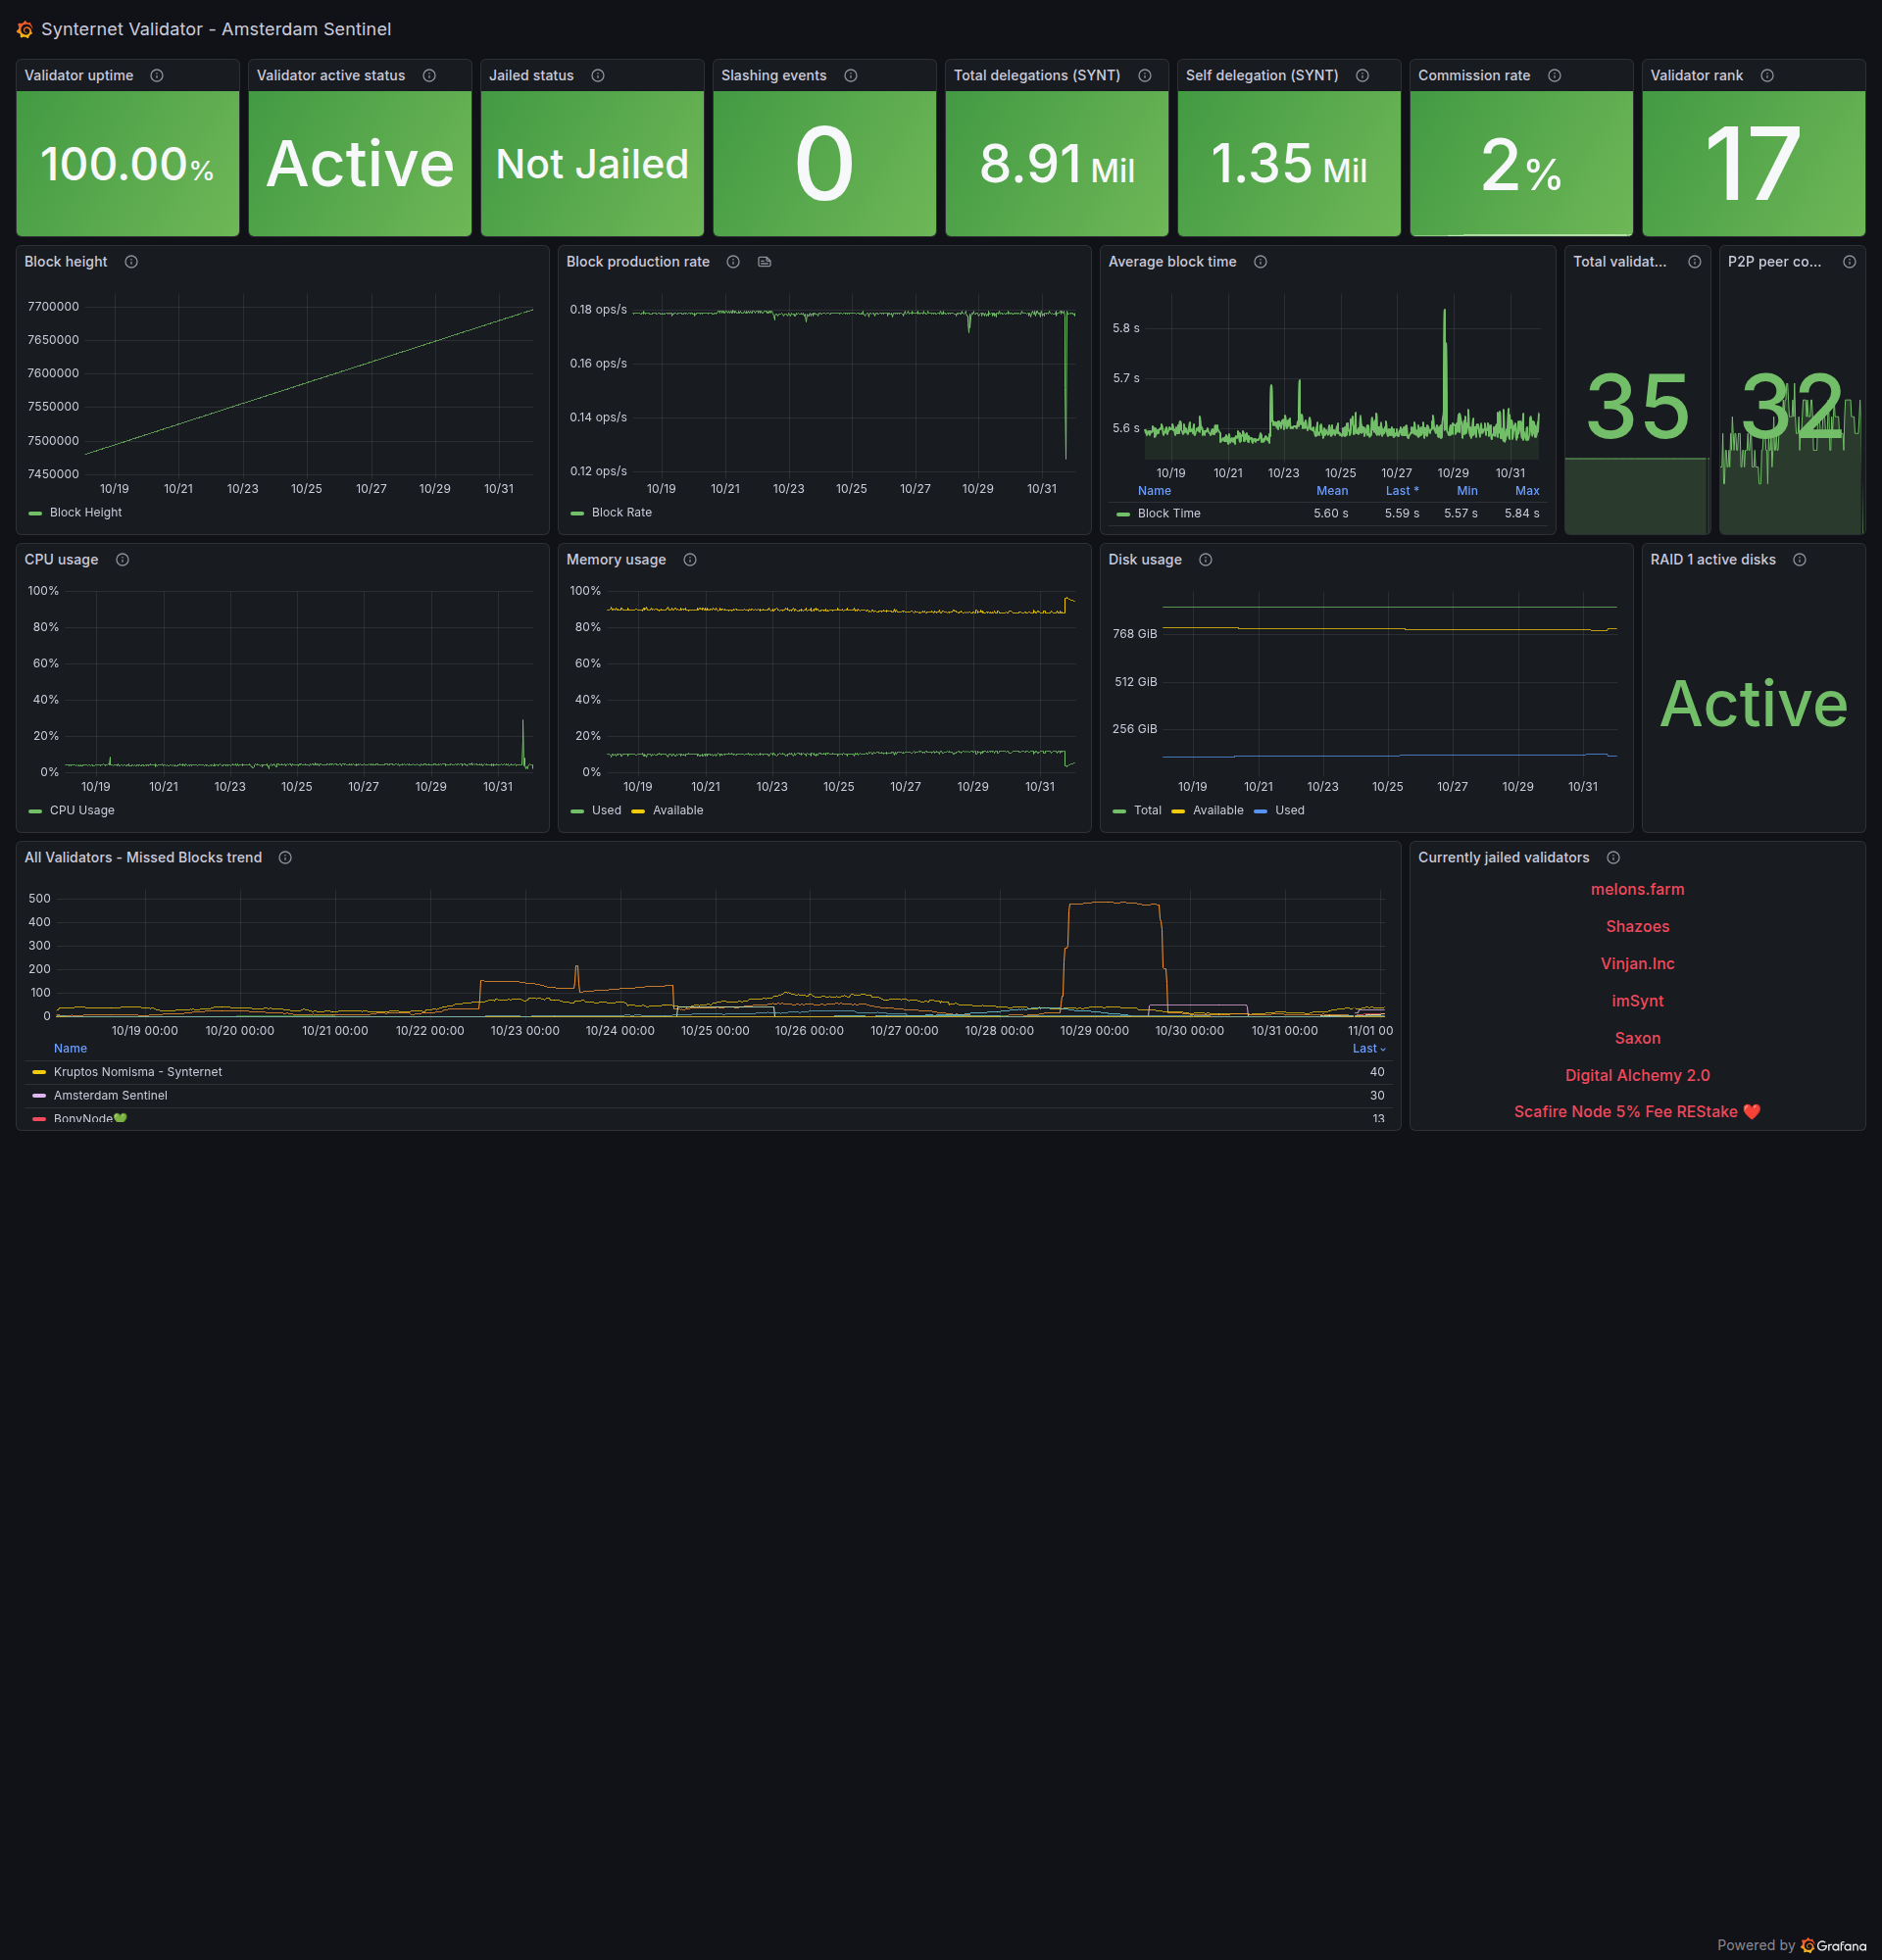 Synternet Validator - Amsterdam Sentinel
Validator uptime
100.00%
Validator active status
Active
Jailed status
Not Jailed
Slashing events
0
Total delegations (SYNT)
8.91 Mil
Self delegation (SYNT)
1.35 Mil
Commission rate
2%
Validator rank
17
Block height
7700000
7650000
7600000
7550000
7500000
7450000
10/19 10/21 10/23 10/25 10/27 10/29 10/31
Block Height
Block production rate
0.18 ops/s
0.16 ops/s
0.14 ops/s
0.12 ops/s
10/19 10/21 10/23 10/25 10/27 10/29 10/31
Block Rate
Average block time
5.8 s
5.7 s
5.6 s
10/19 10/21 10/23 10/25 10/27 10/29 10/31
Name Mean Last * Min Max
Block Time 5.60 s 5.59 s 5.57 s 5.84 s
Total validat...
35
P2P peer co...
32
CPU usage
100%
80%
60%
40%
20%
0%
10/19 10/21 10/23 10/25 10/27 10/29 10/31
CPU Usage
Memory usage
100%
80%
60%
40%
20%
0%
10/19 10/21 10/23 10/25 10/27 10/29 10/31
Used Available
Disk usage
768 GiB
512 GiB
256 GiB
10/19 10/21 10/23 10/25 10/27 10/29 10/31
Total Available Used
RAID 1 active disks
Active
All Validators - Missed Blocks trend
500
400
300
200
100
0
10/19 00:00 10/20 00:00 10/21 00:00 10/22 00:00 10/23 00:00 10/24 00:00 10/25 00:00 10/26 00:00 10/27 00:00 10/28 00:00 10/29 00:00 10/30 00:00 10/31 00:00 11/01 00
Name Last
Kruptos Nomisma - Synternet 40
Amsterdam Sentinel 30
BonyNode💚 13
Currently jailed validators
melons.farm
Shazoes
Vinjan.Inc
imSynt
Saxon
Digital Alchemy 2.0
Scafire Node 5% Fee REStake ❤️
Powered by Grafana